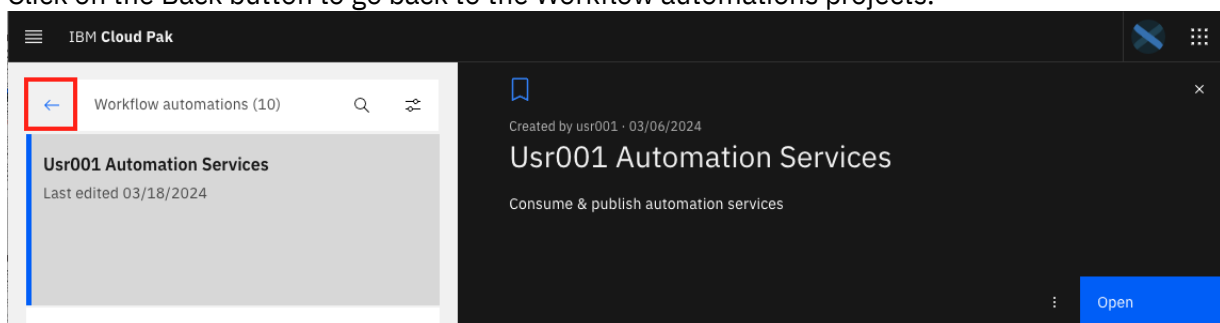 Click on the Back button to go back to the Workflow automations projects.
IBM Cloud Pak
Workflow automations (10)
Usr001 Automation Services
Last edited 03/18/2024
Created by usr001 · 03/06/2024
Usr001 Automation Services
Consume & publish automation services
Open